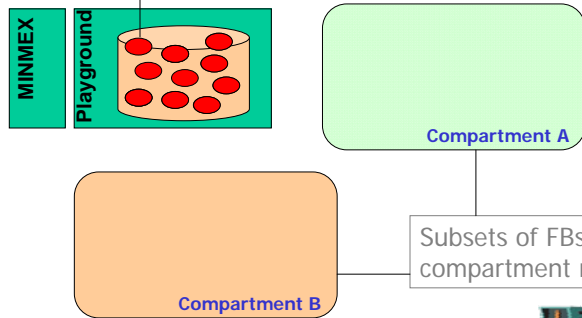 MINMEX
Playground
Compartment A
Subsets of FBs
compartment
Compartment B